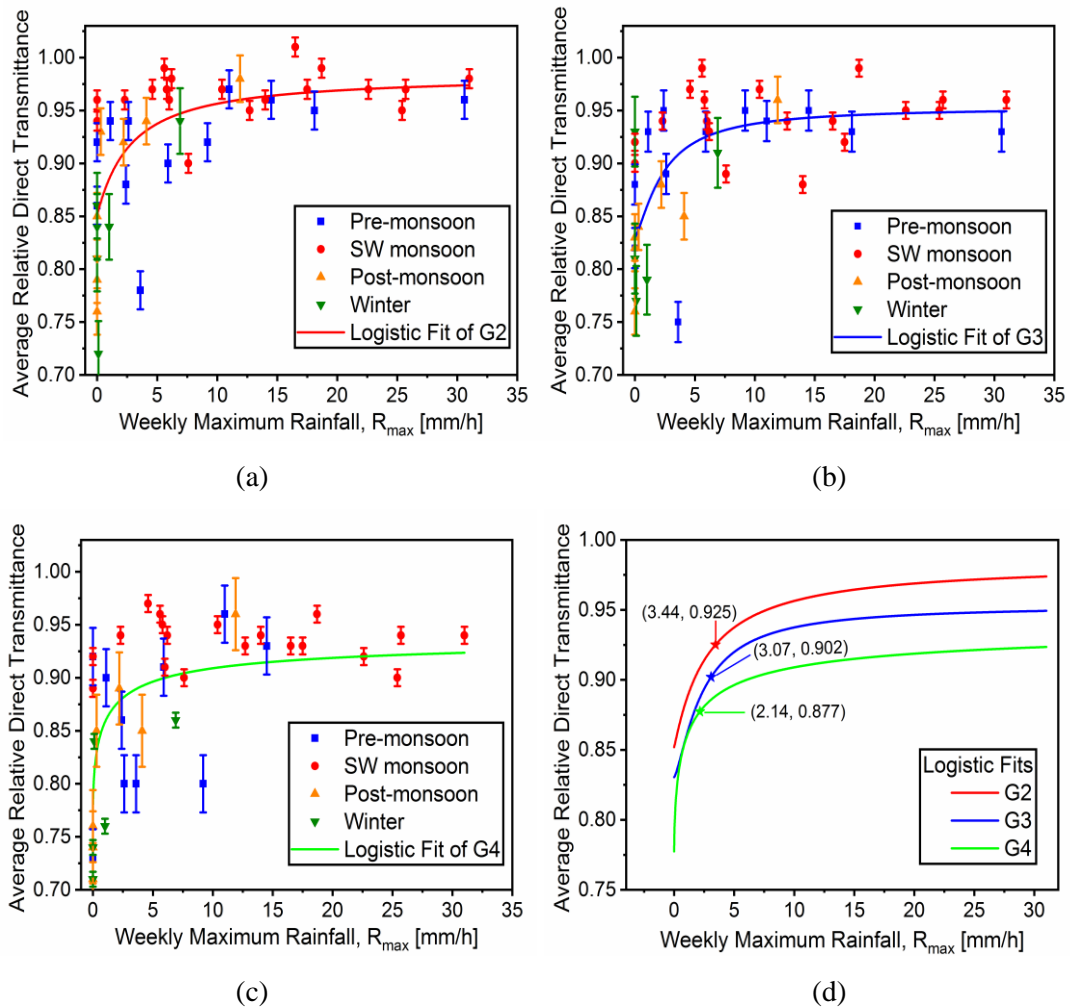 1.00
0.95
0.90
0.85
0.80
0.75
0.70
Average Relative Direct Transmittance
Pre-monsoon
SW monsoon
Post-monsoon
Winter
Logistic Fit of G2
0 5 10 15 20 25 30 35
Weekly Maximum Rainfall, Rmax [mm/h]
(a)
1.00
0.95
0.90
0.85
0.80
0.75
0.70
Average Relative Direct Transmittance
Pre-monsoon
SW monsoon
Post-monsoon
Winter
Logistic Fit of G3
0 5 10 15 20 25 30 35
Weekly Maximum Rainfall, Rmax [mm/h]
(b)
1.00
0.95
0.90
0.85
0.80
0.75
0.70
Average Relative Direct Transmittance
Pre-monsoon
SW monsoon
Post-monsoon
Winter
Logistic Fit of G4
0 5 10 15 20 25 30 35
Weekly Maximum Rainfall, Rmax [mm/h]
(c)
1.00
0.95
0.90
0.85
0.80
0.75
Average Relative Direct Transmittance
(3.44, 0.925)
(3.07, 0.902)
(2.14, 0.877)
Logistic Fits
G2
G3
G4
0 5 10 15 20 25 30
Weekly Maximum Rainfall, Rmax [mm/h]
(d)